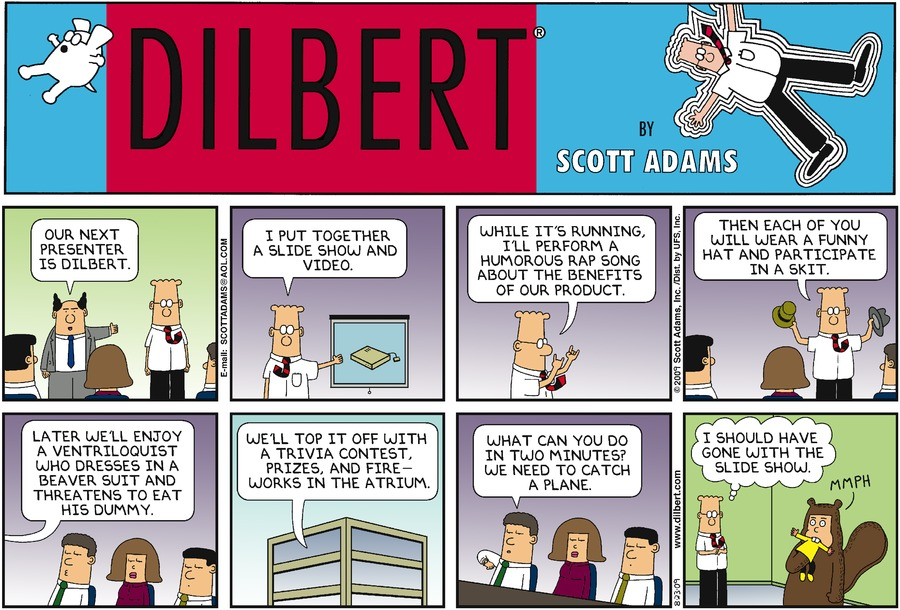 DILBERT®
BY
SCOTT ADAMS
OUR NEXT
PRESENTER
IS DILBERT.
E-mail: SCOTTADAMS@AOL.COM
I PUT TOGETHER
A SLIDE SHOW AND
VIDEO.
WHILE IT'S RUNNING,
I'LL PERFORM A
HUMOROUS RAP SONG
ABOUT THE BENEFITS
OF OUR PRODUCT.
©2009 Scott Adams, Inc./Dist. by UFS, Inc.
THEN EACH OF YOU
WILL WEAR A FUNNY
HAT AND PARTICIPATE
IN A SKIT.
LATER WE'LL ENJOY
A VENTRILOQUIST
WHO DRESSES IN A
BEAVER SUIT AND
THREATENS TO EAT
HIS DUMMY.
WE'LL TOP IT OFF WITH
A TRIVIA CONTEST,
PRIZES, AND FIRE-
WORKS IN THE ATRIUM.
WHAT CAN YOU DO
IN TWO MINUTES?
WE NEED TO CATCH
A PLANE.
8-23-09 www.dilbert.com
I SHOULD HAVE
GONE WITH THE
SLIDE SHOW.
MMPH